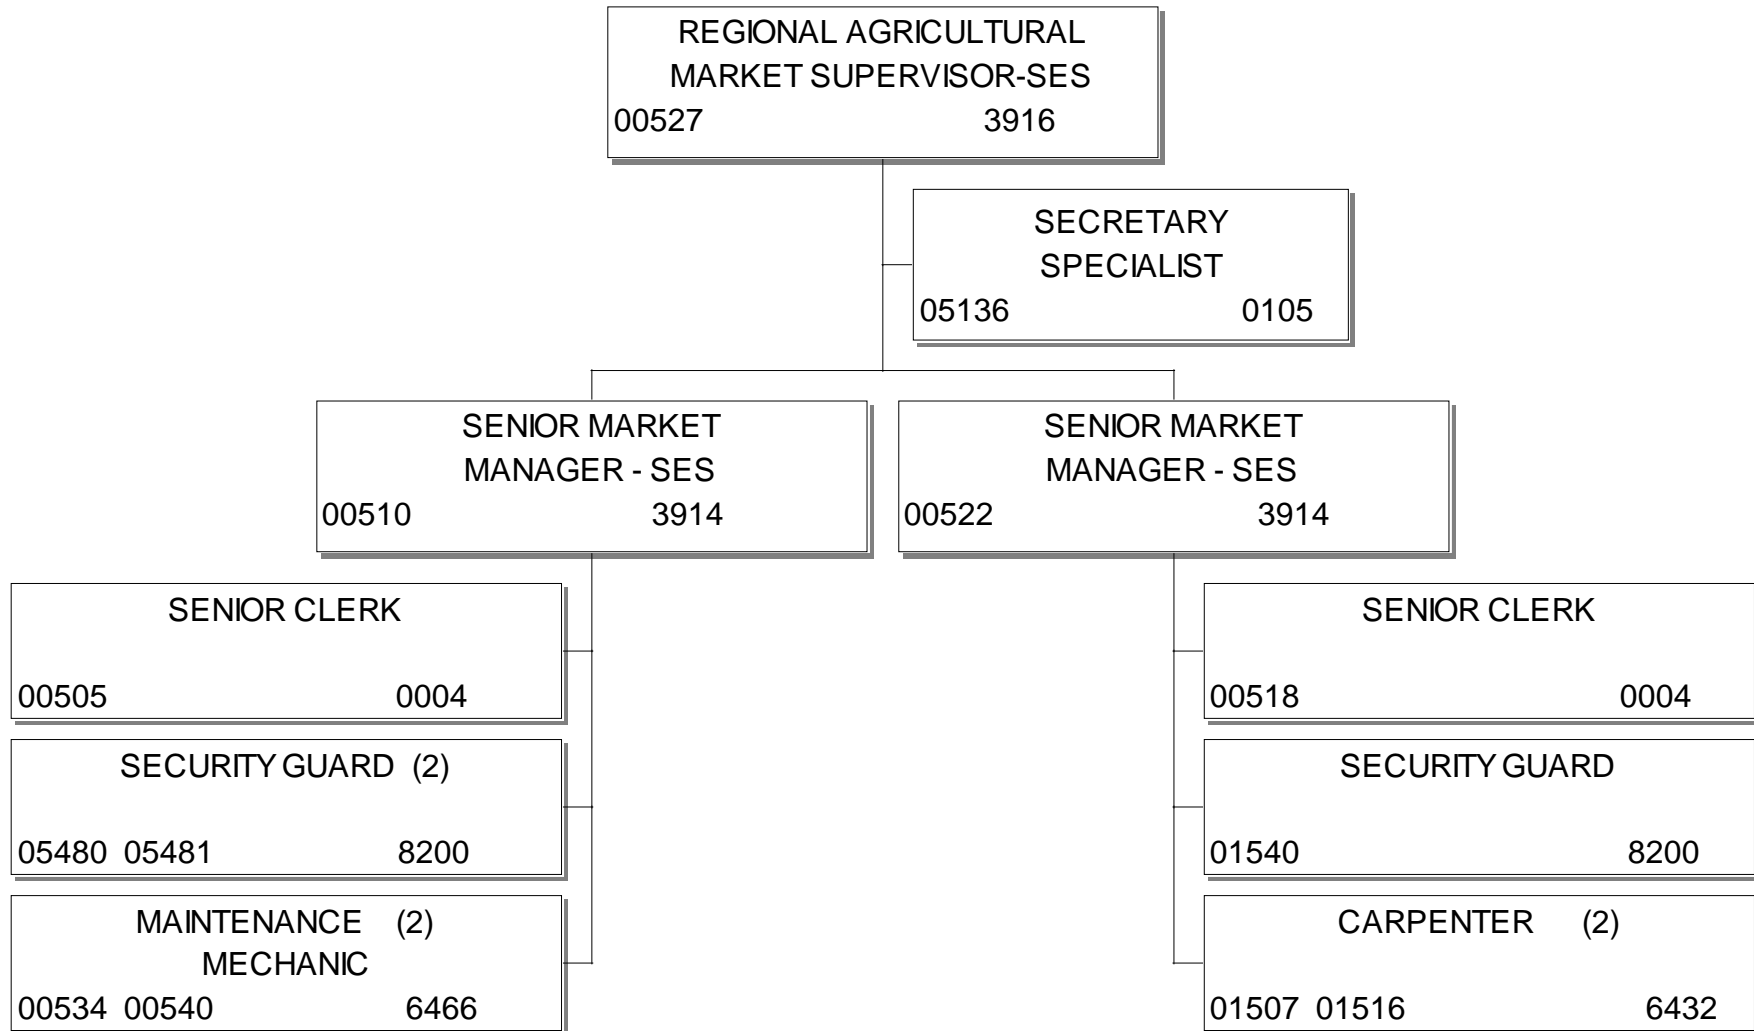 REGIONAL AGRICULTURAL
MARKET SUPERVISOR-SES
00527 3916
SECRETARY
SPECIALIST
05136 0105
SENIOR MARKET
MANAGER - SES
00510 3914
SENIOR MARKET
MANAGER - SES
00522 3914
SENIOR CLERK
00505 0004
SECURITY GUARD (2)
05480 05481 8200
MAINTENANCE (2)
MECHANIC
00534 00540 6466
SENIOR CLERK
00518 0004
SECURITY GUARD
01540 8200
CARPENTER (2)
01507 01516 6432